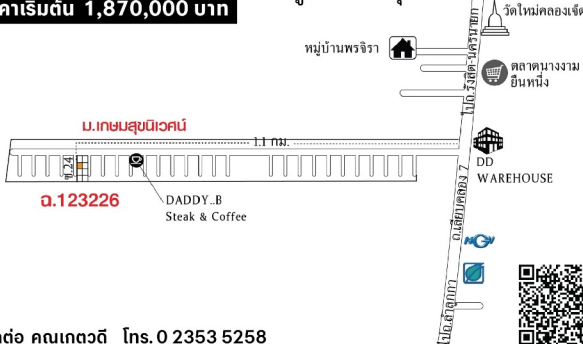 คาเริ่มต้น 1,870,000 บาท
วัดใหม่คลองเจ็ด
หมู่บ้านพรจิรา
ไปถ.รังสิต-นครนายก
ตลาดนางงาม
ยืนหนึ่ง
ม.เกษมสุขนิเวศน์
1.1 กม.
ซ.24
DD
WAREHOUSE
ฉ.123226
DADDY..B
Steak & Coffee
ถ.เลียบคลอง 7
NGV
ไปถ.ลำลูกกา
ต่อ คุณเกตวดี โทร. 0 2353 5258